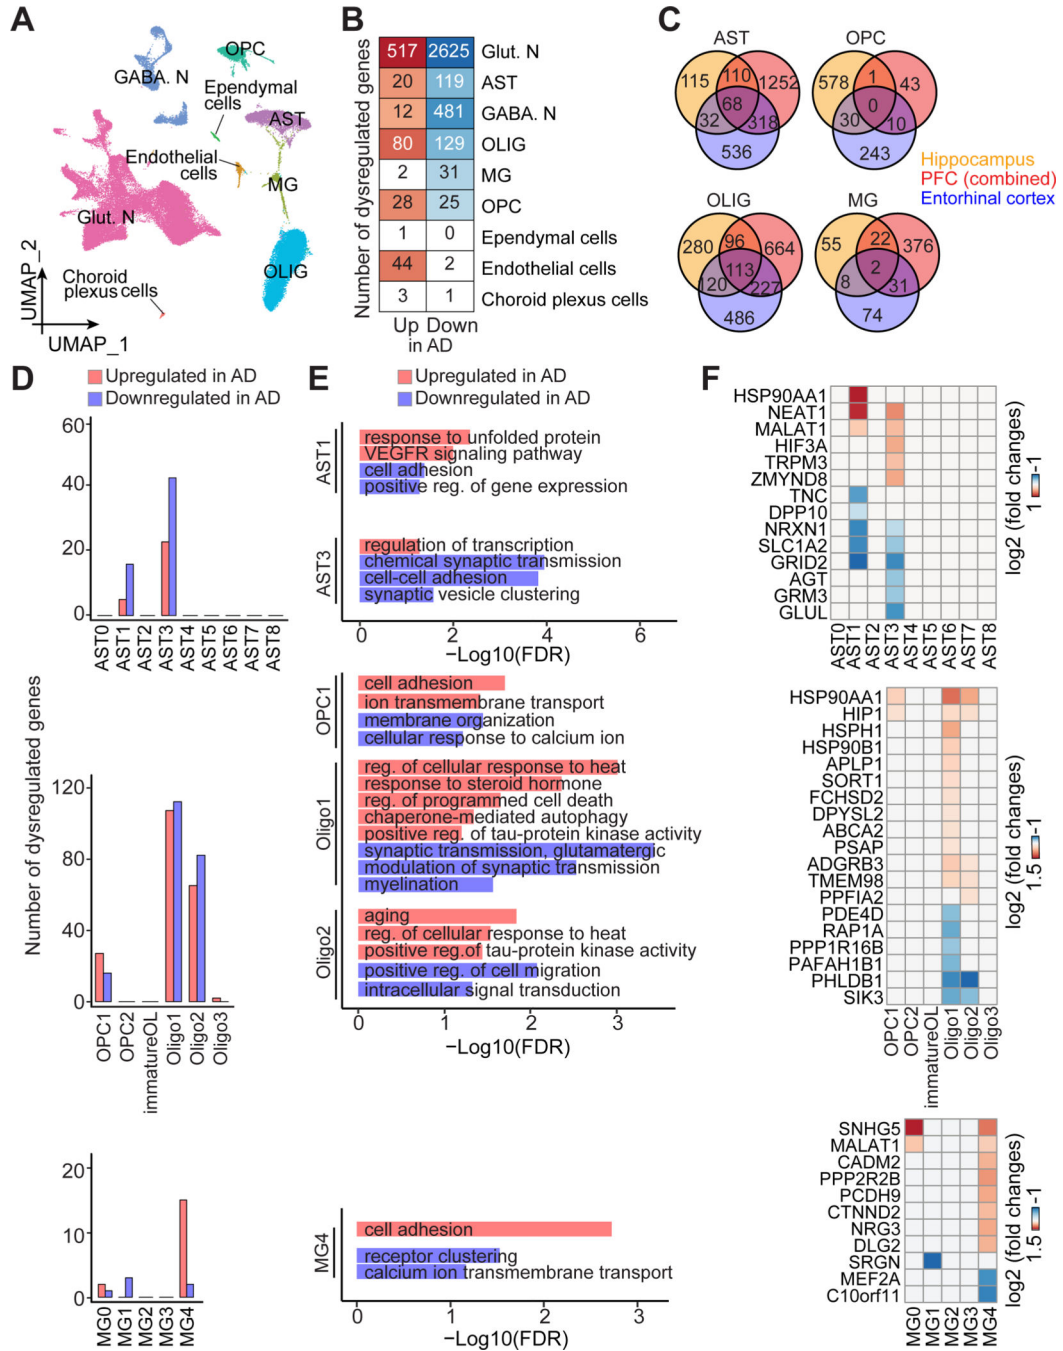 A
OPC
GABA. N
Ependymal
cells
AST
Endothelial
cells
MG
Glut. N
OLIG
Choroid
plexus cells
UMAP_2
UMAP_1
B
Number of dysregulated genes
517 2625 Glut. N
20 119 AST
12 481 GABA. N
80 129 OLIG
2 31 MG
28 25 OPC
1 0 Ependymal cells
44 2 Endothelial cells
3 1 Choroid plexus cells
Up Down
in AD
C
AST
115 110 1252
68
32 318
536
OPC
578 1 43
0
30 10
243
Hippocampus
PFC (combined)
Entorhinal cortex
OLIG
280 96 664
113
120 227
486
MG
55 22 376
2
8 31
74
D
Upregulated in AD
Downregulated in AD
Number of dysregulated genes
60
40
20
0
AST0
AST1
AST2
AST3
AST4
AST5
AST6
AST7
AST8
120
80
40
0
OPC1
OPC2
immatureOL
Oligo1
Oligo2
Oligo3
20
10
0
MG0
MG1
MG2
MG3
MG4
E
Upregulated in AD
Downregulated in AD
AST1
response to unfolded protein
VEGFR signaling pathway
cell adhesion
positive reg. of gene expression
AST3
regulation of transcription
chemical synaptic transmission
cell-cell adhesion
synaptic vesicle clustering
0 2 4 6
−Log10(FDR)
OPC1
cell adhesion
ion transmembrane transport
membrane organization
cellular response to calcium ion
Oligo1
reg. of cellular response to heat
response to steroid hormone
reg. of programmed cell death
chaperone-mediated autophagy
positive reg. of tau-protein kinase activity
synaptic transmission, glutamatergic
modulation of synaptic transmission
myelination
Oligo2
aging
reg. of cellular response to heat
positive reg.of tau-protein kinase activity
positive reg. of cell migration
intracellular signal transduction
0 1 2 3
−Log10(FDR)
MG4
cell adhesion
receptor clustering
calcium ion transmembrane transport
0 1 2 3
−Log10(FDR)
F
HSP90AA1
NEAT1
MALAT1
HIF3A
TRPM3
ZMYND8
TNC
DPP10
NRXN1
SLC1A2
GRID2
AGT
GRM3
GLUL
AST0
AST1
AST2
AST3
AST4
AST5
AST6
AST7
AST8
log2 (fold changes)
1 -1
HSP90AA1
HIP1
HSPH1
HSP90B1
APLP1
SORT1
FCHSD2
DPYSL2
ABCA2
PSAP
ADGRB3
TMEM98
PPFIA2
PDE4D
RAP1A
PPP1R16B
PAFAH1B1
PHLDB1
SIK3
OPC1
OPC2
immatureOL
Oligo1
Oligo2
Oligo3
log2 (fold changes)
1.5 -1
SNHG5
MALAT1
CADM2
PPP2R2B
PCDH9
CTNND2
NRG3
DLG2
SRGN
MEF2A
C10orf11
MG0
MG1
MG2
MG3
MG4
log2 (fold changes)
1.5 -1